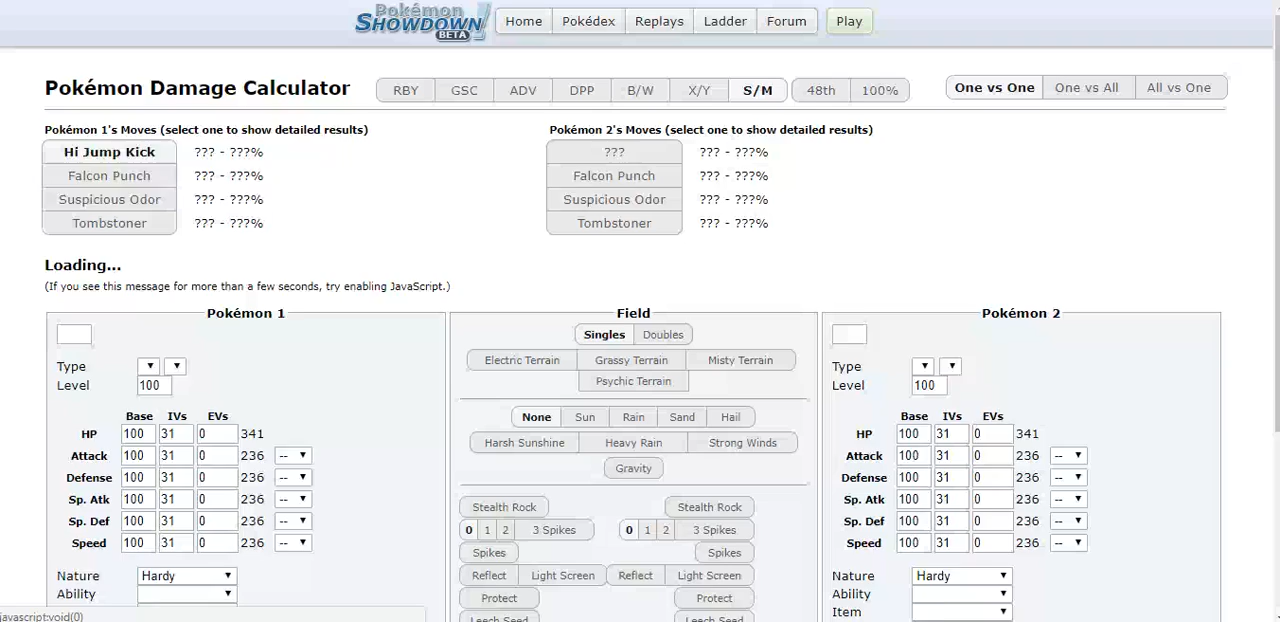 Pokémon
SHOWDOWN!
BETA
Home Pokédex Replays Ladder Forum Play
Pokémon Damage Calculator RBY GSC ADV DPP B/W X/Y S/M 48th 100% One vs One One vs All All vs One
Pokémon 1's Moves (select one to show detailed results) Pokémon 2's Moves (select one to show detailed results)
Hi Jump Kick ??? - ???% ??? ??? - ???%
Falcon Punch ??? - ???% Falcon Punch ??? - ???%
Suspicious Odor ??? - ???% Suspicious Odor ??? - ???%
Tombstoner ??? - ???% Tombstoner ??? - ???%
Loading...
(If you see this message for more than a few seconds, try enabling JavaScript.)
Pokémon 1
Type
Level 100
Base IVs EVs
HP 100 31 0 341
Attack 100 31 0 236 --
Defense 100 31 0 236 --
Sp. Atk 100 31 0 236 --
Sp. Def 100 31 0 236 --
Speed 100 31 0 236 --
Nature Hardy
Ability
Field
Singles Doubles
Electric Terrain Grassy Terrain Misty Terrain
Psychic Terrain
None Sun Rain Sand Hail
Harsh Sunshine Heavy Rain Strong Winds
Gravity
Stealth Rock Stealth Rock
0 1 2 3 Spikes 0 1 2 3 Spikes
Spikes Spikes
Reflect Light Screen Reflect Light Screen
Protect Protect
Leech Seed Leech Seed
Pokémon 2
Type
Level 100
Base IVs EVs
HP 100 31 0 341
Attack 100 31 0 236 --
Defense 100 31 0 236 --
Sp. Atk 100 31 0 236 --
Sp. Def 100 31 0 236 --
Speed 100 31 0 236 --
Nature Hardy
Ability
Item
javascript:void(0)